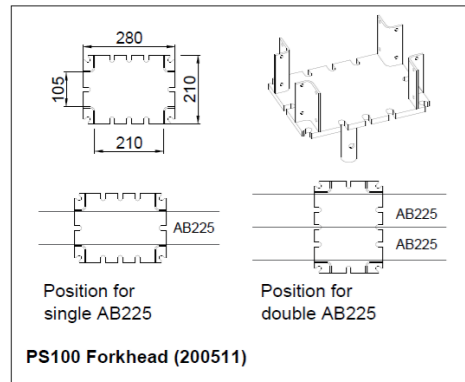 280
105
210
210
AB225
AB225
AB225
Position for
single AB225
Position for
double AB225
PS100 Forkhead (200511)